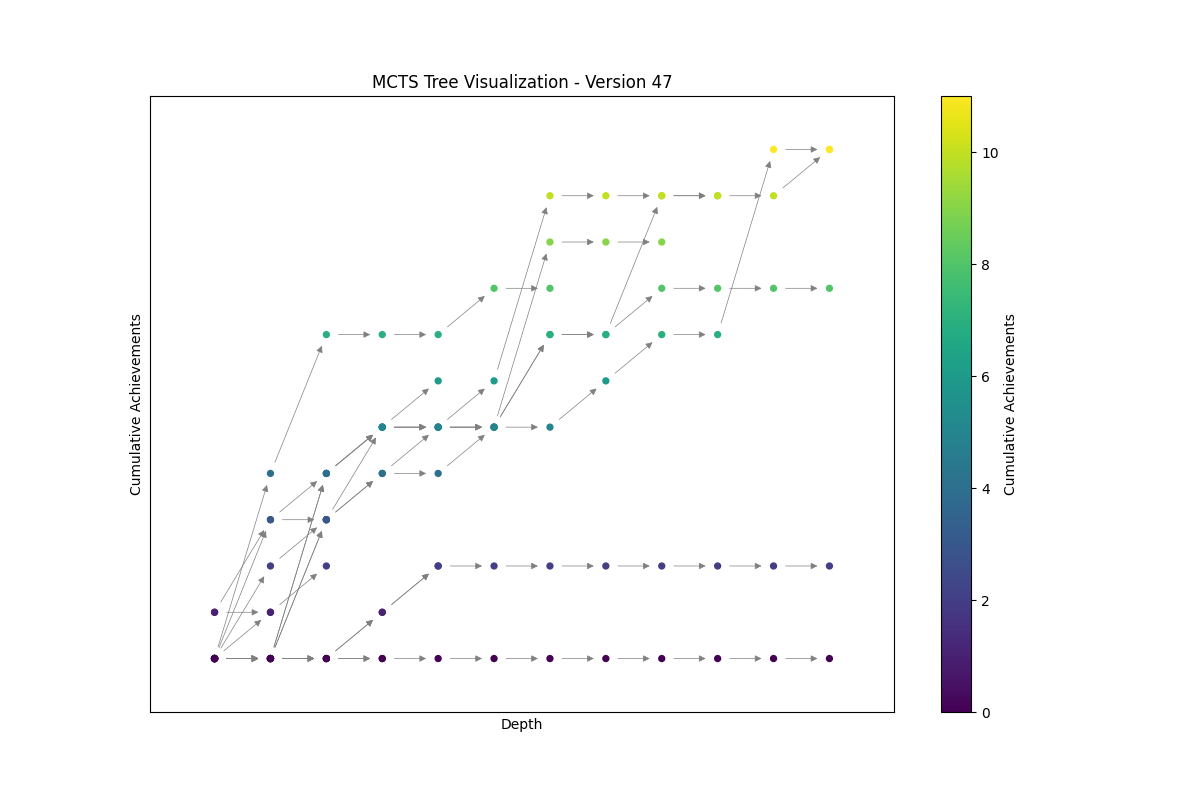 MCTS Tree Visualization - Version 47
Cumulative Achievements
Depth
10
8
6
4
2
0
Cumulative Achievements